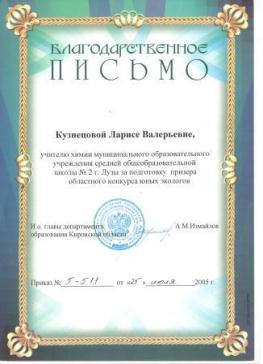 БЛАГОДАРСТВЕННОЕ
ПИСЬМО
Кузнецовой Ларисе Валерьевне,
учителю химии муниципального образовательного
учреждения средней общеобразовательной
школы № 2 г. Лузы за подготовку призера
областного конкурса юных экологов
И.о. главы департамента А.М.Измайлов
образования Кировской области
Приказ № 5-511 от «25» июля 2005 г.